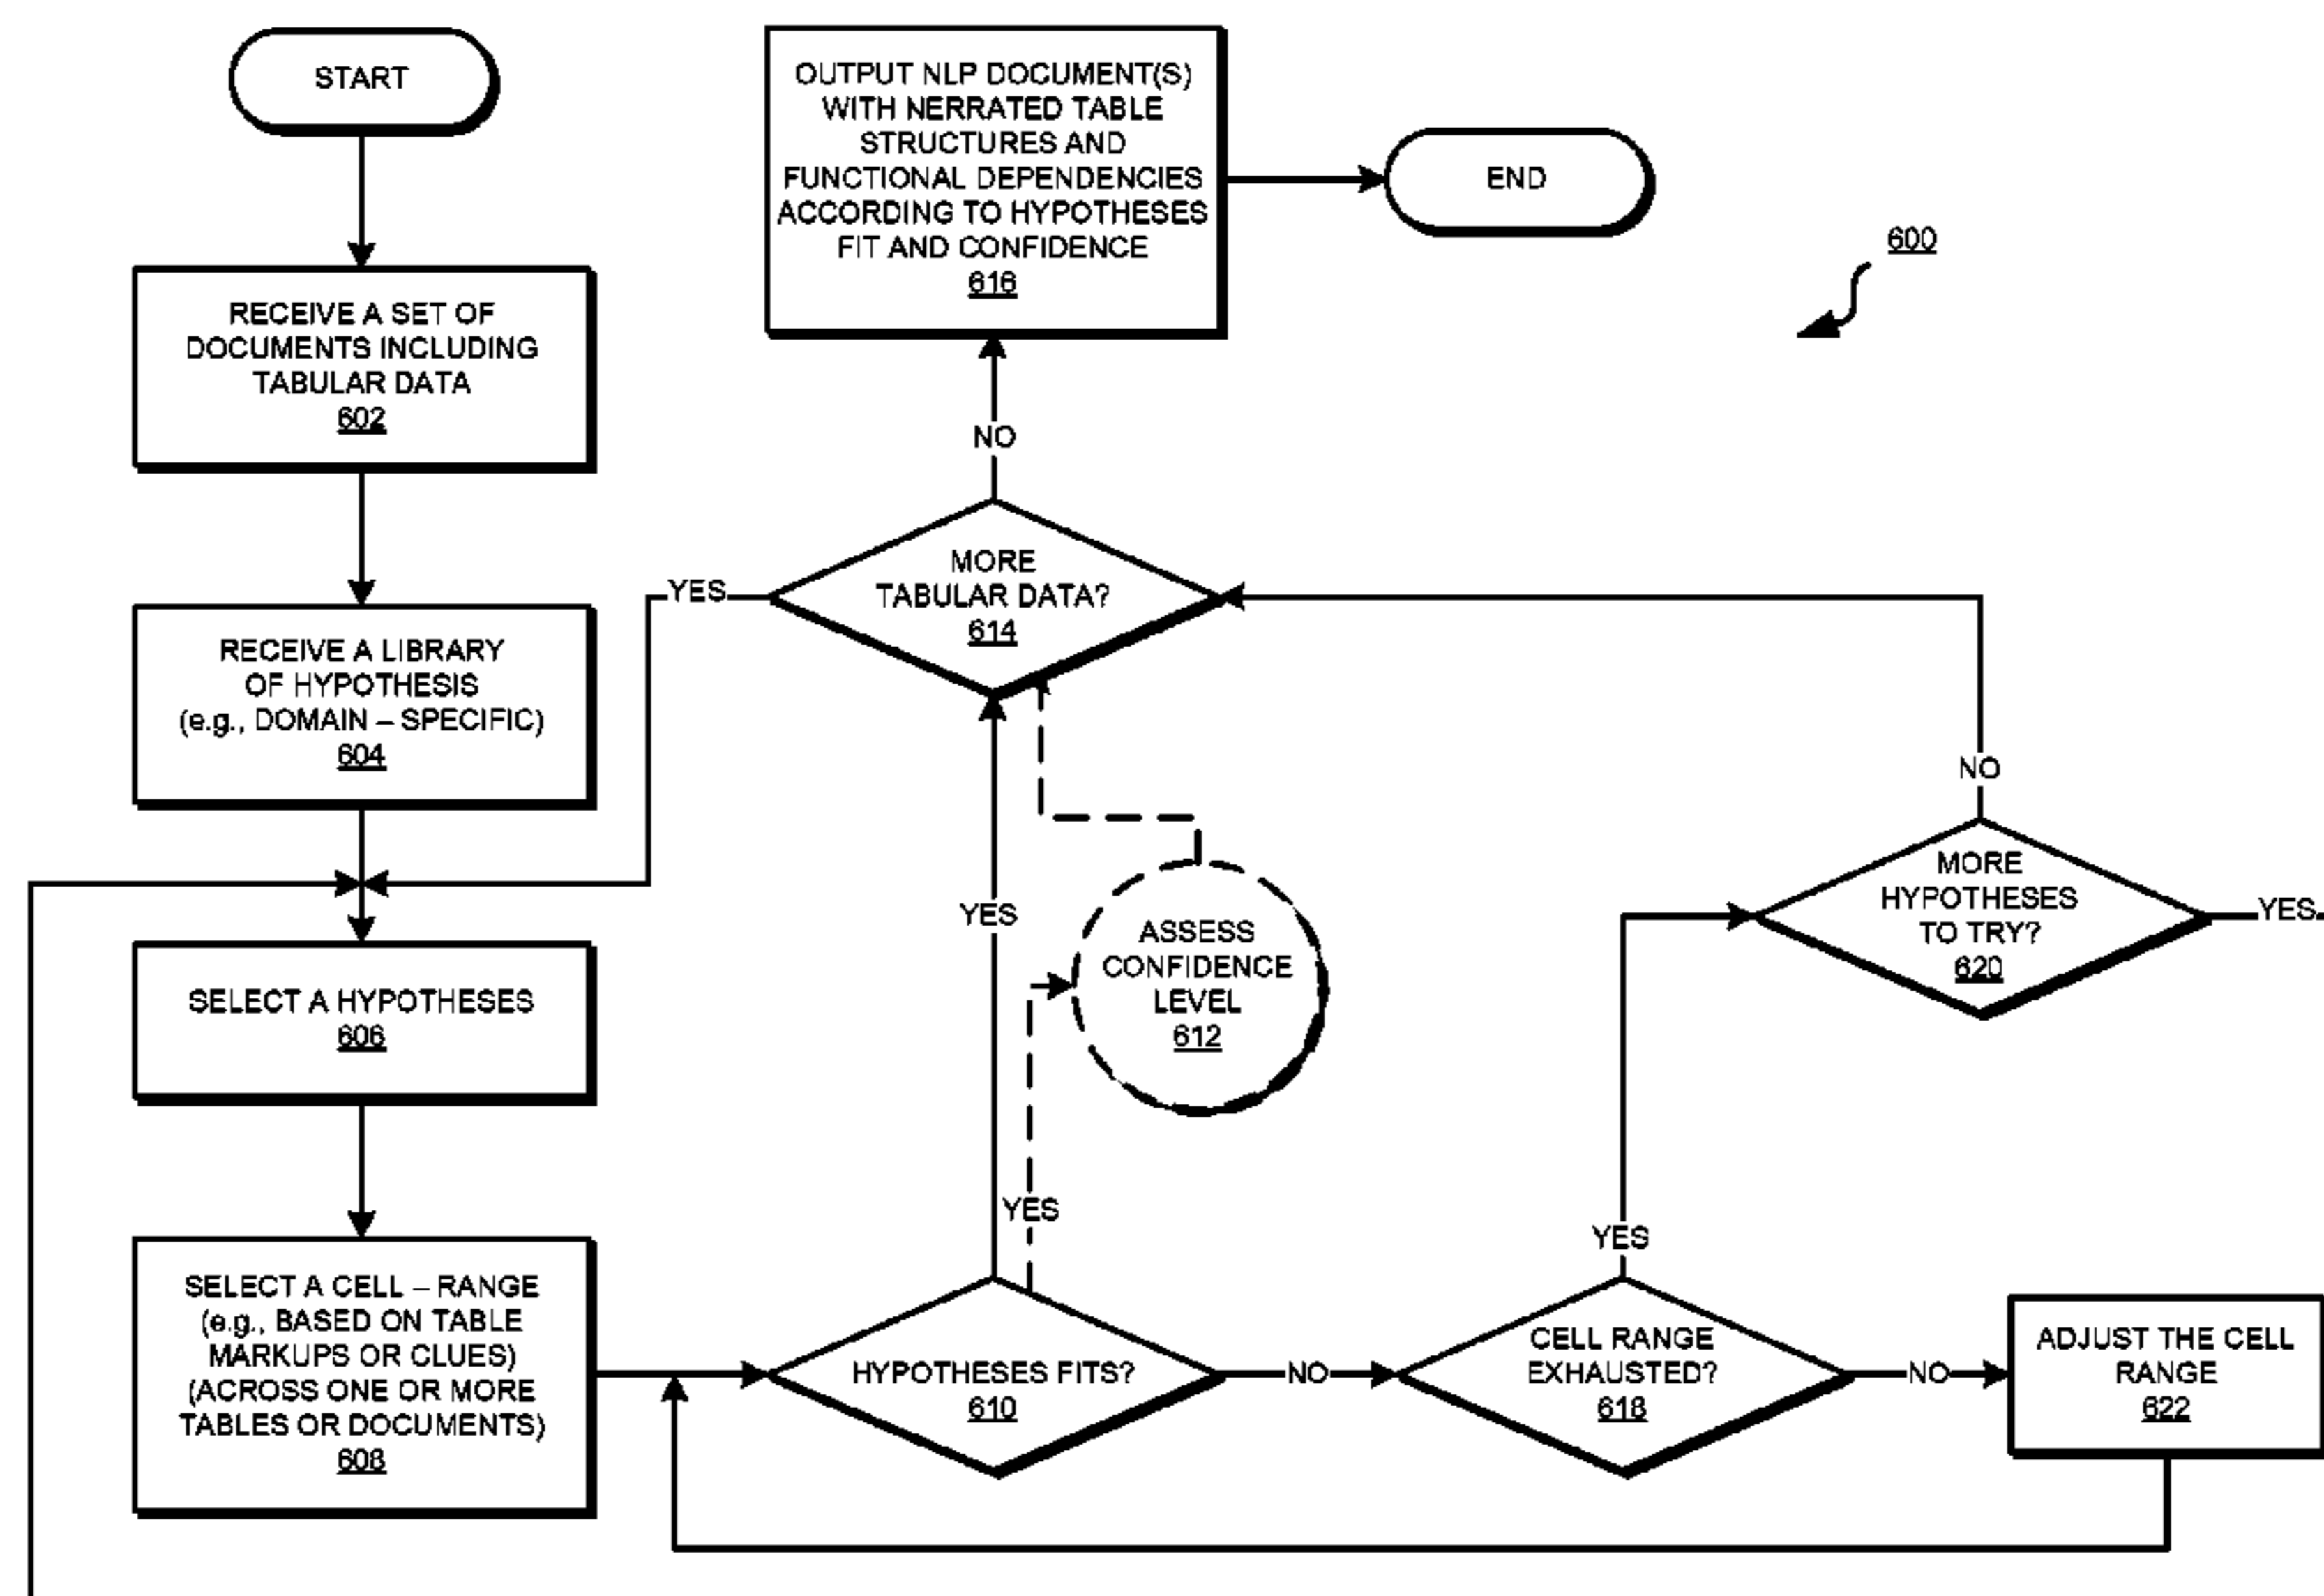 START
RECEIVE A SET OF
DOCUMENTS INCLUDING
TABULAR DATA
602
RECEIVE A LIBRARY
OF HYPOTHESIS
(e.g., DOMAIN – SPECIFIC)
604
SELECT A HYPOTHESES
606
SELECT A CELL – RANGE
(e.g., BASED ON TABLE
MARKUPS OR CLUES)
(ACROSS ONE OR MORE
TABLES OR DOCUMENTS)
608
OUTPUT NLP DOCUMENT(S)
WITH NERRATED TABLE
STRUCTURES AND
FUNCTIONAL DEPENDENCIES
ACCORDING TO HYPOTHESES
FIT AND CONFIDENCE
616
END
600
NO
MORE
TABULAR DATA?
614
YES
YES
YES
ASSESS
CONFIDENCE
LEVEL
612
HYPOTHESES FITS?
610
NO
CELL RANGE
EXHAUSTED?
618
YES
NO
MORE
HYPOTHESES
TO TRY?
620
YES
NO
ADJUST THE CELL
RANGE
622